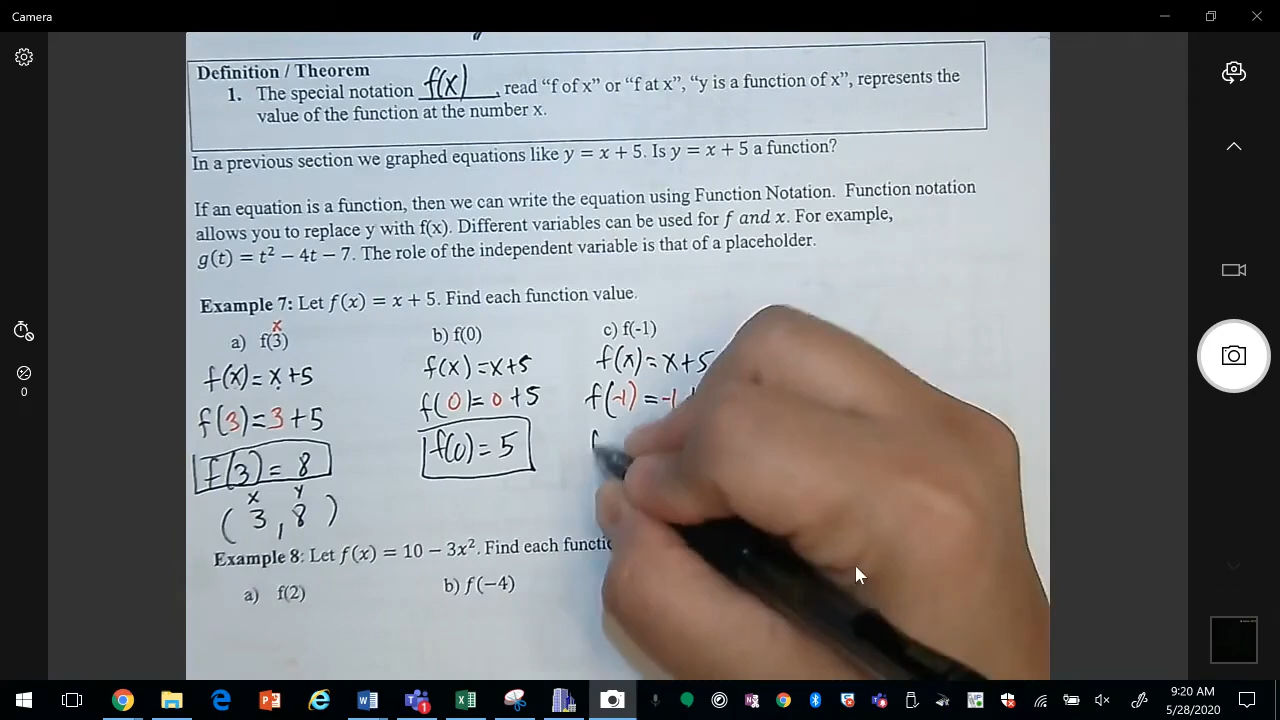 Camera
Definition / Theorem
1. The special notation f(x), read “f of x” or “f at x”, “y is a function of x”, represents the
value of the function at the number x.
In a previous section we graphed equations like y = x + 5. Is y = x + 5 a function?
If an equation is a function, then we can write the equation using Function Notation. Function notation
allows you to replace y with f(x). Different variables can be used for f and x. For example,
g(t) = t² − 4t − 7. The role of the independent variable is that of a placeholder.
Example 7: Let f(x) = x + 5. Find each function value.
x
a) f(3) b) f(0) c) f(-1)
f(x) = x + 5 f(x) = x + 5 f(x) = x + 5
f(3) = 3 + 5 f(0) = 0 + 5 f(-1) = -1
f(3) = 8 f(0) = 5
x y
(3, 8)
Example 8: Let f(x) = 10 − 3x². Find each
a) f(2) b) f(−4)
0
1
9:20 AM
5/28/2020